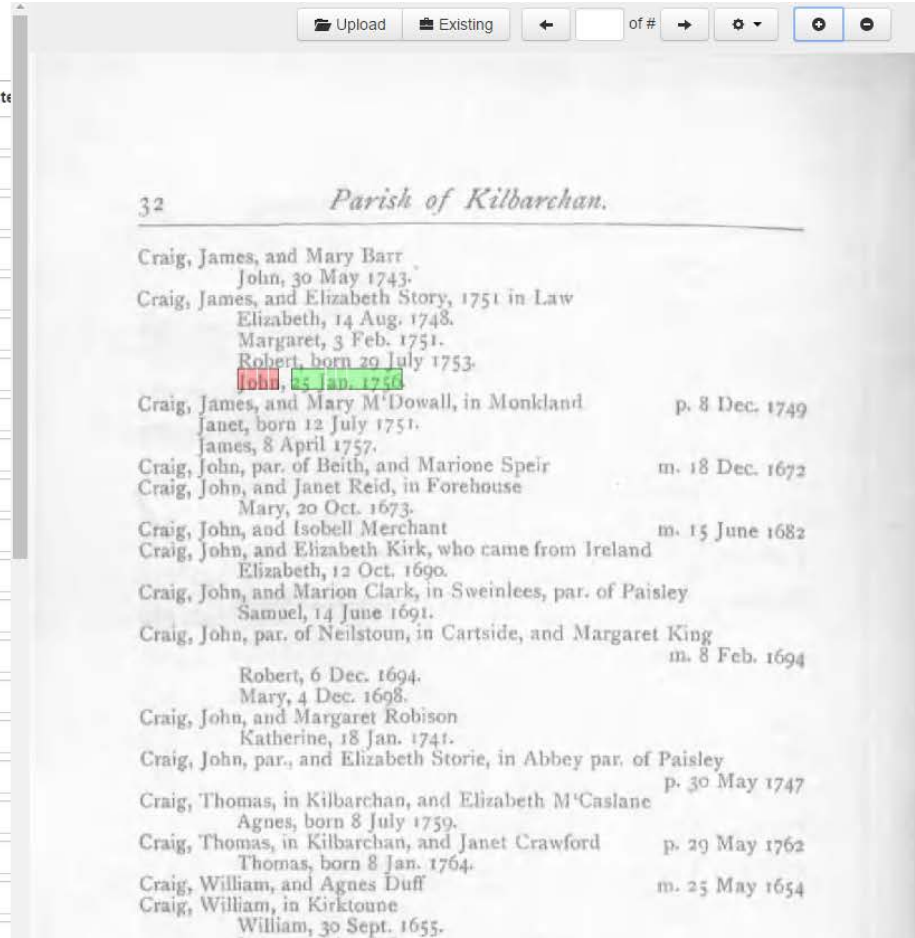 te
Upload Existing of #
32 Parish of Kilbarchan.
Craig, James, and Mary Barr
John, 30 May 1743.
Craig, James, and Elizabeth Story, 1751 in Law
Elizabeth, 14 Aug. 1748.
Margaret, 3 Feb. 1751.
Robert, born 29 July 1753.
John, 25 Jan. 1756.
Craig, James, and Mary M'Dowall, in Monkland p. 8 Dec. 1749
Janet, born 12 July 1751.
James, 8 April 1757.
Craig, John, par. of Beith, and Marione Speir m. 18 Dec. 1672
Craig, John, and Janet Reid, in Forehouse
Mary, 20 Oct. 1673.
Craig, John, and Isobell Merchant m. 15 June 1682
Craig, John, and Elizabeth Kirk, who came from Ireland
Elizabeth, 12 Oct. 1690.
Craig, John, and Marion Clark, in Sweinlees, par. of Paisley
Samuel, 14 June 1691.
Craig, John, par. of Neilstoun, in Cartside, and Margaret King
m. 8 Feb. 1694
Robert, 6 Dec. 1694.
Mary, 4 Dec. 1698.
Craig, John, and Margaret Robison
Katherine, 18 Jan. 1741.
Craig, John, par., and Elizabeth Storie, in Abbey par. of Paisley
p. 30 May 1747
Craig, Thomas, in Kilbarchan, and Elizabeth M'Caslane
Agnes, born 8 July 1759.
Craig, Thomas, in Kilbarchan, and Janet Crawford p. 29 May 1762
Thomas, born 8 Jan. 1764.
Craig, William, and Agnes Duff m. 25 May 1654
Craig, William, in Kirktoune
William, 30 Sept. 1655.